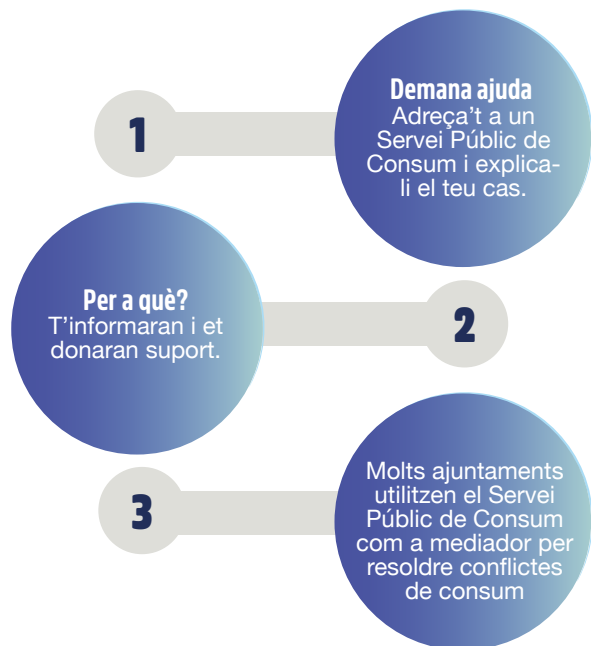 1
Demana ajuda
Adreça't a un
Servei Públic de
Consum i explica-
li el teu cas.
Per a què?
T'informaran i et
donaran suport.
2
3
Molts ajuntaments
utilitzen el Servei
Públic de Consum
com a mediador per
resoldre conflictes
de consum